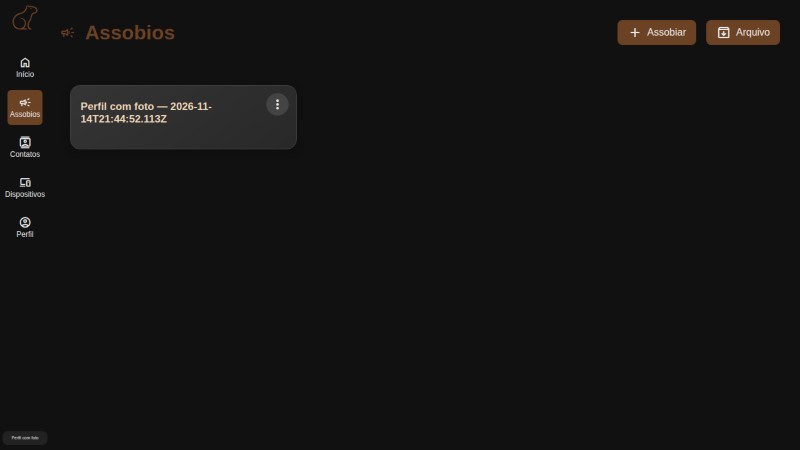 Assobios
Assobiar
Arquivo
Início
Assobios
Contatos
Dispositivos
Perfil
Perfil com foto — 2026-11-
14T21:44:52.113Z
Perfil com foto